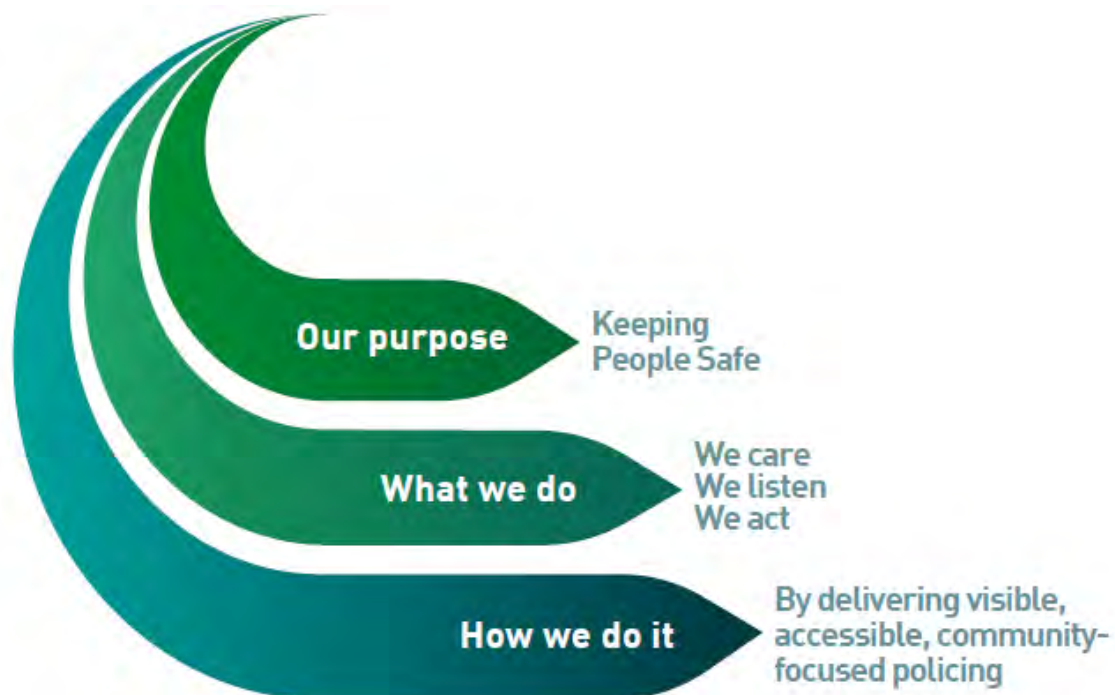 Our purpose
Keeping
People Safe
What we do
We care
We listen
We act
How we do it
By delivering visible,
accessible, community-
focused policing